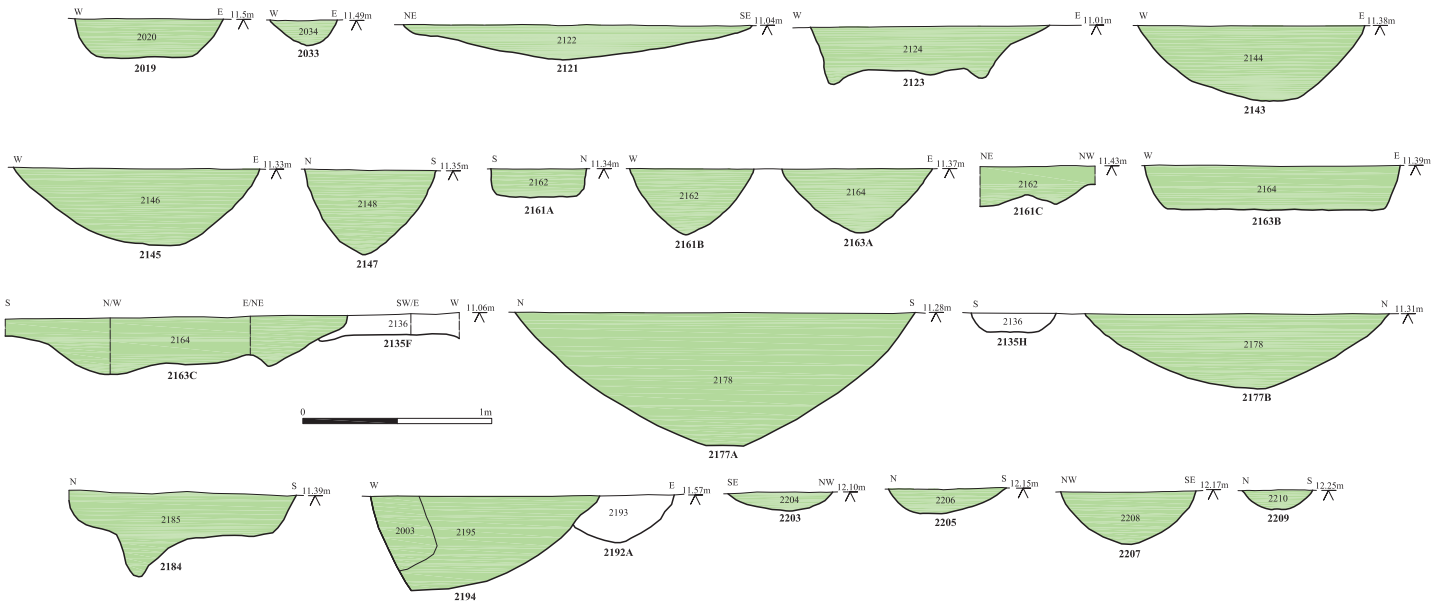 W E 11.5m W E 11.49m NE SE 11.04m W E 11.01m W E 11.38m
2020 2034 2122 2124 2144
2019 2033 2121 2123 2143
W E 11.33m N S 11.35m S N 11.34m W E 11.37m NE NW 11.43m W E 11.39m
2146 2148 2162 2162 2164 2162 2164
2145 2147 2161A 2161B 2163A 2161C 2163B
S N/W E/NE SW/E W 11.06m N S 11.28m S N 11.31m
2164 2136 2178 2136 2178
2163C 2135F 2177A 2135H 2177B
0 1m
N S 11.39m W E 11.57m SE NW 12.10m N S 12.15m NW SE 12.17m N S 12.25m
2185 2003 2195 2193 2204 2206 2208 2210
2184 2194 2192A 2203 2205 2207 2209